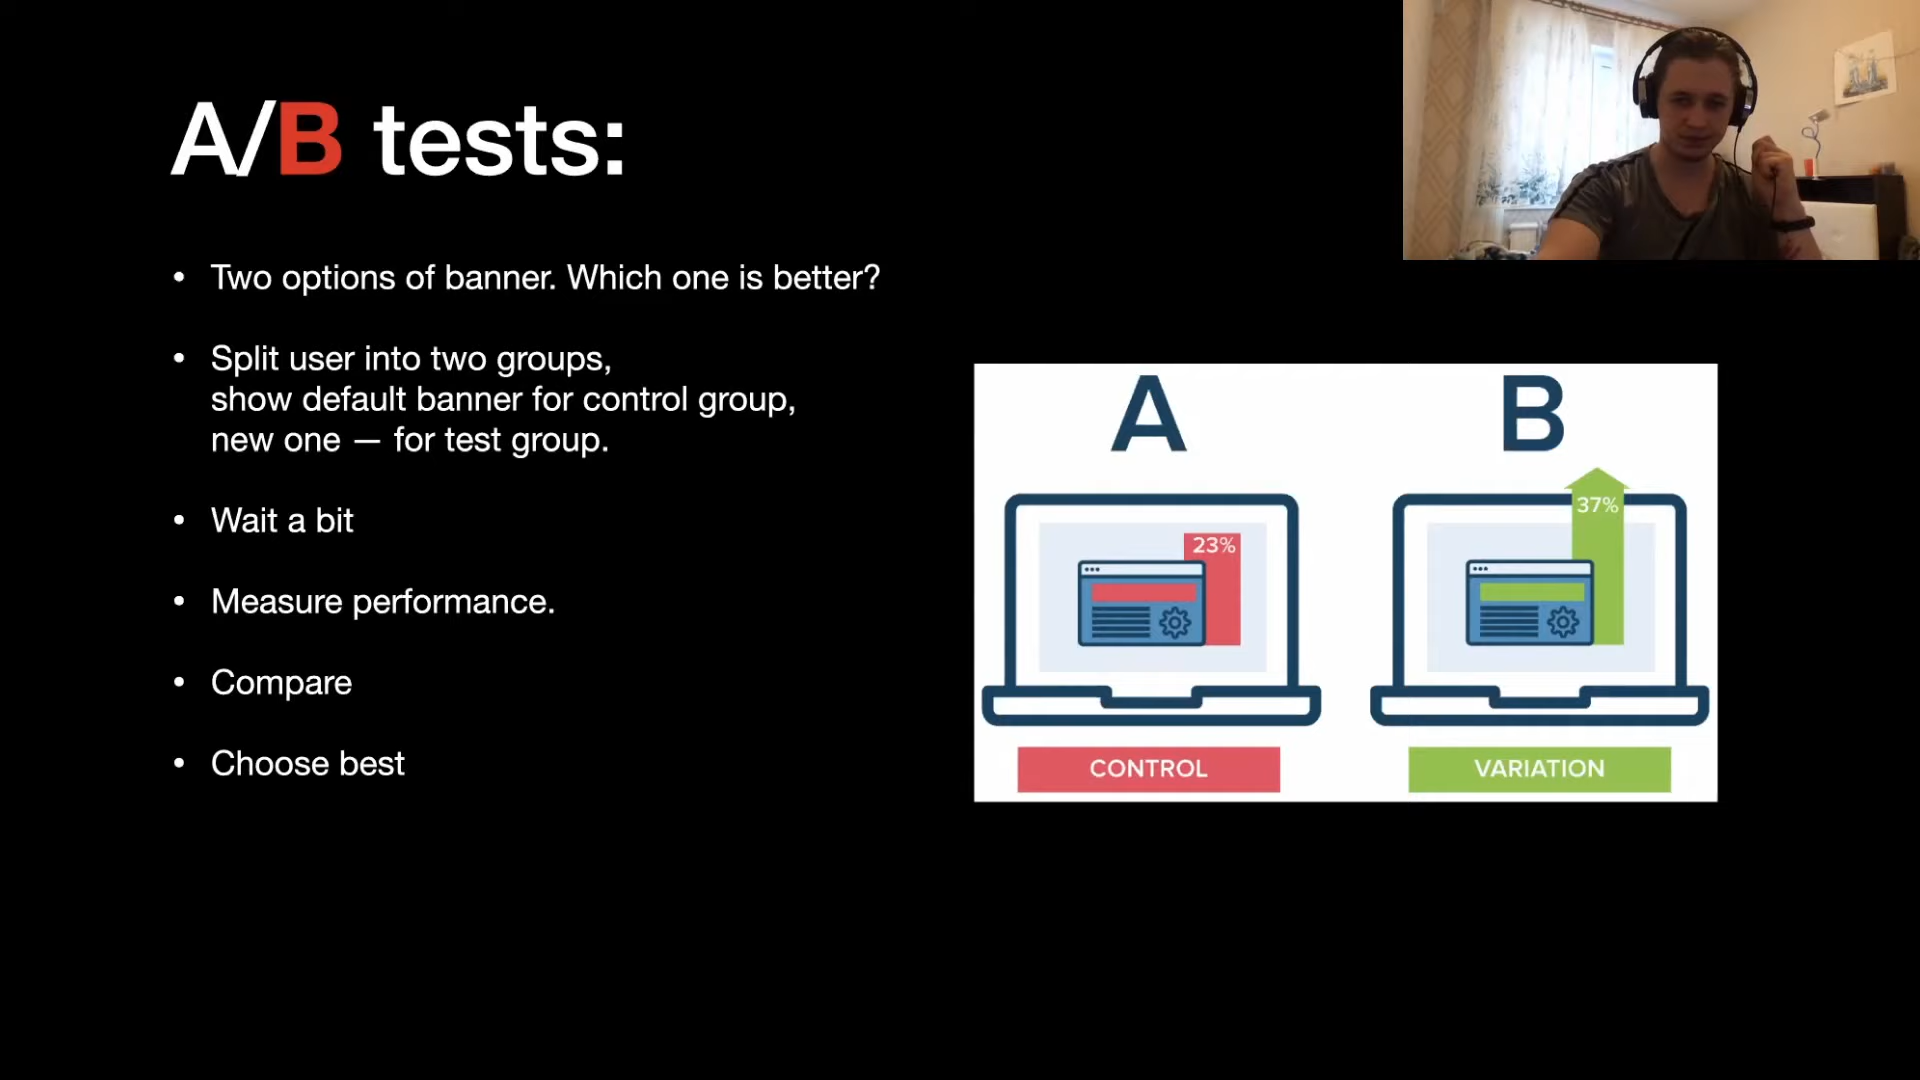 A/B tests:
• Two options of banner. Which one is better?
• Split user into two groups,
show default banner for control group,
new one — for test group.
• Wait a bit
• Measure performance.
• Compare
• Choose best
A B
37%
23%
CONTROL VARIATION